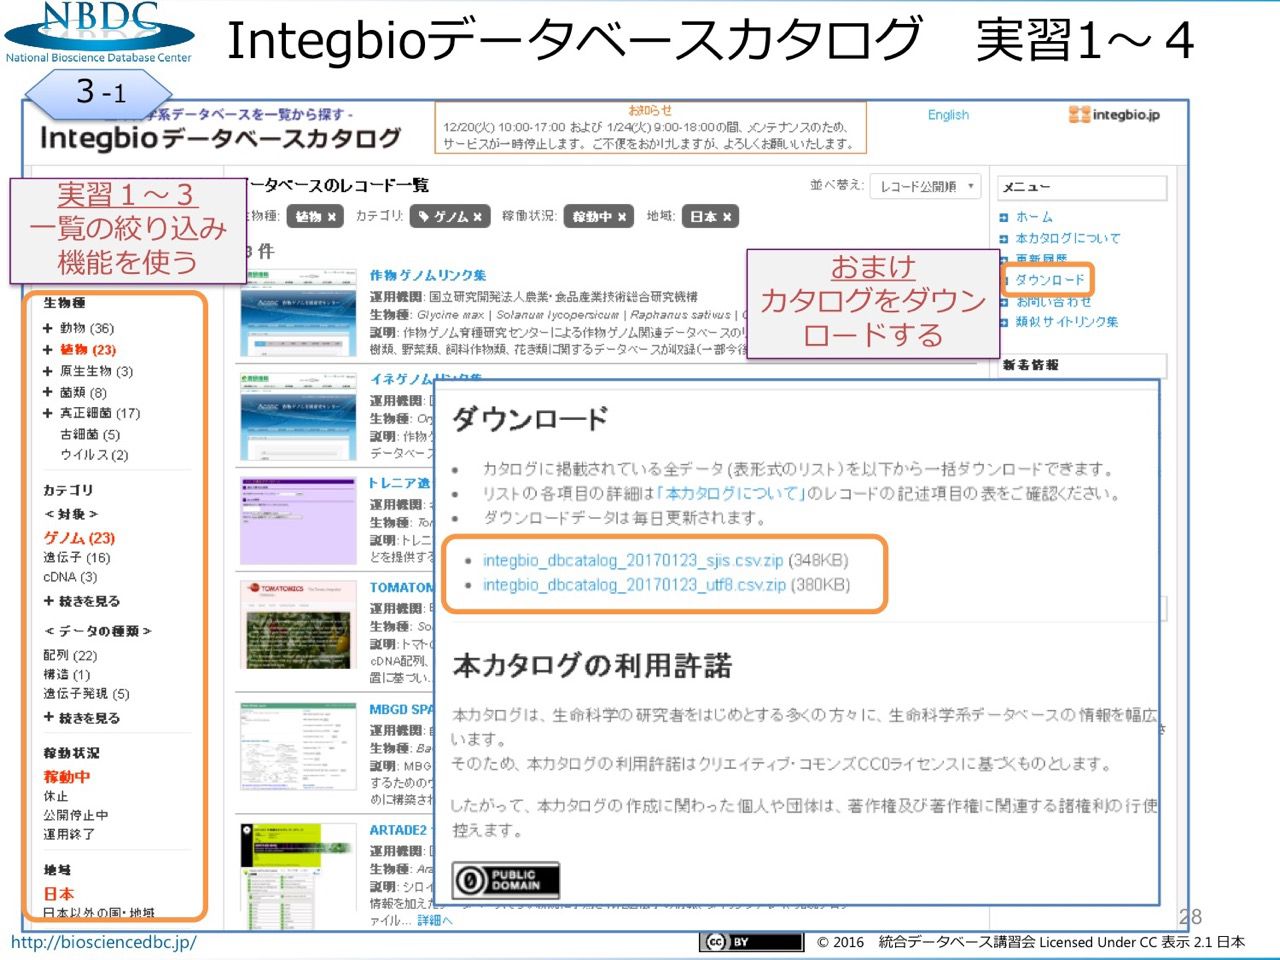 NBDC
National Bioscience Database Center
Integbioデータベースカタログ　実習1～４
３-1
学系データベースを一覧から探す -
Integbioデータベースカタログ
お知らせ
12/20(火) 10:00-17:00 および 1/24(火) 9:00-18:00の間、メンテナンスのため、
サービスが一時停止します。ご不便をおかけしますが、よろしくお願いいたします。
English
integbio.jp
実習１～３
一覧の絞り込み
機能を使う
ータベースのレコード一覧
並べ替え: レコード公開順
物種: 植物 × カテゴリ: ゲノム × 稼働状況: 稼動中 × 地域: 日本 ×
3 件
生物種
+ 動物 (36)
+ 植物 (23)
+ 原生生物 (3)
+ 菌類 (8)
+ 真正細菌 (17)
古細菌 (5)
ウイルス (2)
カテゴリ
＜対象＞
ゲノム (23)
遺伝子 (16)
cDNA (3)
+ 続きを見る
＜データの種類＞
配列 (22)
構造 (1)
遺伝子発現 (5)
+ 続きを見る
稼動状況
稼動中
休止
公開停止中
運用終了
地域
日本
日本以外の国・地域
作物ゲノムリンク集
運用機関: 国立研究開発法人農業・食品産業技術総合研究機構
生物種: Glycine max | Solanum lycopersicum | Raphanus sativus |
説明: 作物ゲノム育種研究センターによる作物ゲノム関連データベースの
樹類、野菜類、飼料作物類、花き類に関するデータベースが収録(一部今後
イネゲノムリンク集
運用機関:
生物種:
説明: 作物
データベース
トレニア
運用機関:
生物種:
説明: トレニ
どを提供する
TOMATOM
運用機関:
生物種:
説明: トマトの
cDNA配列、
置に基づい
MBGD SPA
運用機関:
生物種:
説明: MBG
するための
めに構築され
ARTADE2
運用機関:
生物種:
説明: シロイ
情報を加えた
ァイル... 詳細へ
メニュー
ホーム
本カタログについて
更新履歴
ダウンロード
お問い合わせ
類似サイトリンク集
新着情報
おまけ
カタログをダウン
ロードする
ダウンロード
• カタログに掲載されている全データ(表形式のリスト)を以下から一括ダウンロードできます。
• リストの各項目の詳細は「本カタログについて」のレコードの記述項目の表をご確認ください。
• ダウンロードデータは毎日更新されます。
• integbio_dbcatalog_20170123_sjis.csv.zip (348KB)
• integbio_dbcatalog_20170123_utf8.csv.zip (380KB)
本カタログの利用許諾
本カタログは、生命科学の研究者をはじめとする多くの方々に、生命科学系データベースの情報を幅広
います。
そのため、本カタログの利用許諾はクリエイティブ・コモンズCC0ライセンスに基づくものとします。
したがって、本カタログの作成に関わった個人や団体は、著作権及び著作権に関連する諸権利の行使
控えます。
PUBLIC
DOMAIN
28
http://biosciencedbc.jp/
cc BY
© 2016　統合データベース講習会 Licensed Under CC 表示 2.1 日本